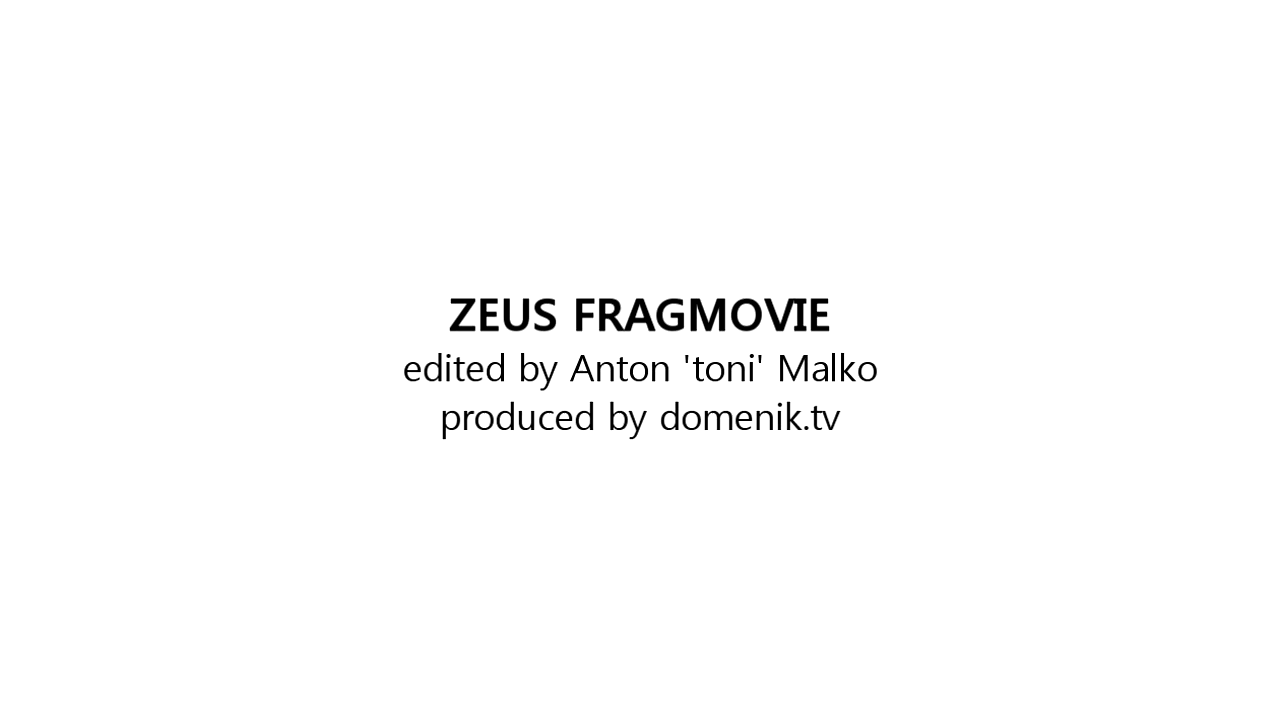 ZEUS FRAGMOVIE
edited by Anton 'toni' Malko
produced by domenik.tv